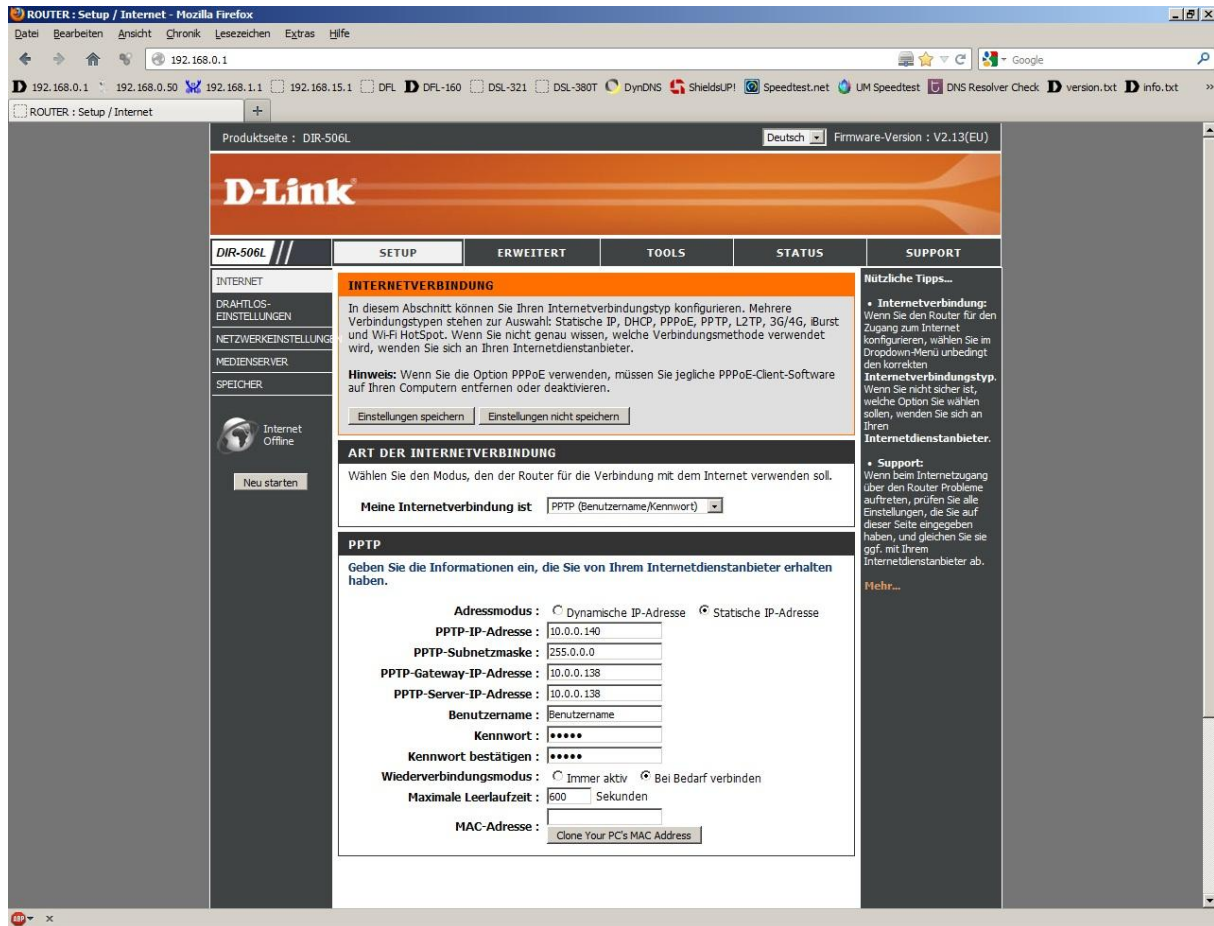 ROUTER : Setup / Internet - Mozilla Firefox
Datei Bearbeiten Ansicht Chronik Lesezeichen Extras Hilfe
192.168.0.1
Google
192.168.0.1 192.168.0.50 192.168.1.1 192.168.15.1 DFL DFL-160 DSL-321 DSL-380T DynDNS ShieldsUP! Speedtest.net UM Speedtest DNS Resolver Check version.txt info.txt »
ROUTER : Setup / Internet +
Produktseite : DIR-506L
Deutsch
Firmware-Version : V2.13(EU)
D-Link
DIR-506L
SETUP ERWEITERT TOOLS STATUS SUPPORT
INTERNET
DRAHTLOS-
EINSTELLUNGEN
NETZWERKEINSTELLUNGEN
MEDIENSERVER
SPEICHER
Internet
Offline
Neu starten
INTERNETVERBINDUNG
In diesem Abschnitt können Sie Ihren Internetverbindungstyp konfigurieren. Mehrere
Verbindungstypen stehen zur Auswahl: Statische IP, DHCP, PPPoE, PPTP, L2TP, 3G/4G, iBurst
und Wi-Fi HotSpot. Wenn Sie nicht genau wissen, welche Verbindungsmethode verwendet
wird, wenden Sie sich an Ihren Internetdienstanbieter.
Hinweis: Wenn Sie die Option PPPoE verwenden, müssen Sie jegliche PPPoE-Client-Software
auf Ihren Computern entfernen oder deaktivieren.
Einstellungen speichern Einstellungen nicht speichern
ART DER INTERNETVERBINDUNG
Wählen Sie den Modus, den der Router für die Verbindung mit dem Internet verwenden soll.
Meine Internetverbindung ist PPTP (Benutzername/Kennwort)
PPTP
Geben Sie die Informationen ein, die Sie von Ihrem Internetdienstanbieter erhalten
haben.
Adressmodus : Dynamische IP-Adresse Statische IP-Adresse
PPTP-IP-Adresse : 10.0.0.140
PPTP-Subnetzmaske : 255.0.0.0
PPTP-Gateway-IP-Adresse : 10.0.0.138
PPTP-Server-IP-Adresse : 10.0.0.138
Benutzername : Benutzername
Kennwort : •••••
Kennwort bestätigen : •••••
Wiederverbindungsmodus : Immer aktiv Bei Bedarf verbinden
Maximale Leerlaufzeit : 600 Sekunden
MAC-Adresse :
Clone Your PC's MAC Address
Nützliche Tipps...
• Internetverbindung:
Wenn Sie den Router für den
Zugang zum Internet
konfigurieren, wählen Sie im
Dropdown-Menü unbedingt
den korrekten
Internetverbindungstyp.
Wenn Sie nicht sicher ist,
welche Option Sie wählen
sollen, wenden Sie sich an
Ihren
Internetdienstanbieter.
• Support:
Wenn beim Internetzugang
über den Router Probleme
auftreten, prüfen Sie alle
Einstellungen, die Sie auf
dieser Seite eingegeben
haben, und gleichen Sie sie
ggf. mit Ihrem
Internetdienstanbieter ab.
Mehr...
ABP